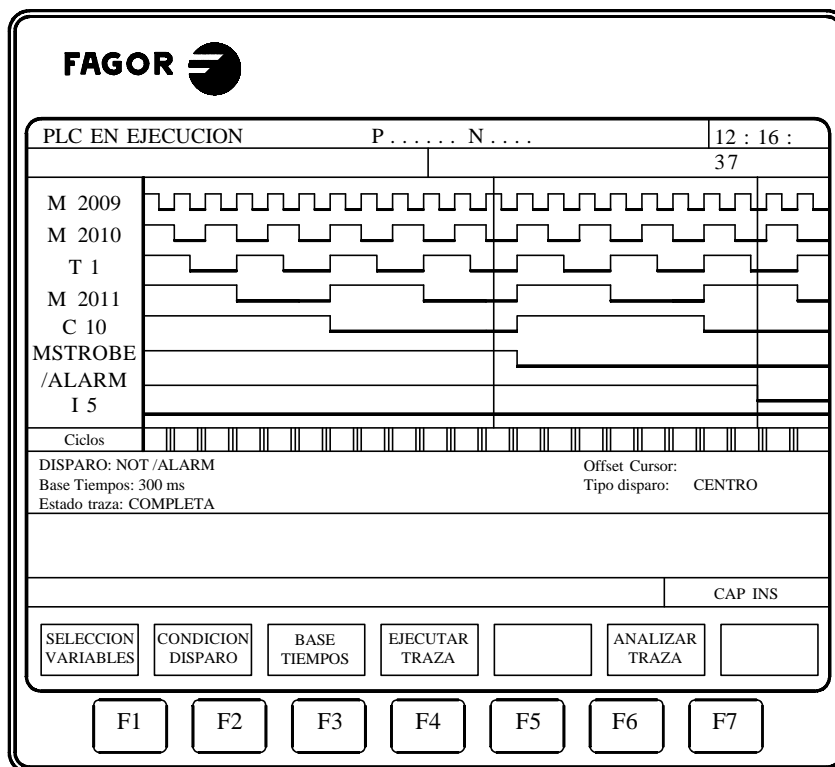 FAGOR
PLC EN EJECUCION P . . . . . . N . . . . 12 : 16 :
37
M 2009
M 2010
T 1
M 2011
C 10
MSTROBE
/ALARM
I 5
Ciclos
DISPARO: NOT /ALARM Offset Cursor:
Base Tiempos: 300 ms Tipo disparo: CENTRO
Estado traza: COMPLETA
CAP INS
SELECCION VARIABLES
CONDICION DISPARO
BASE TIEMPOS
EJECUTAR TRAZA
ANALIZAR TRAZA
F1 F2 F3 F4 F5 F6 F7